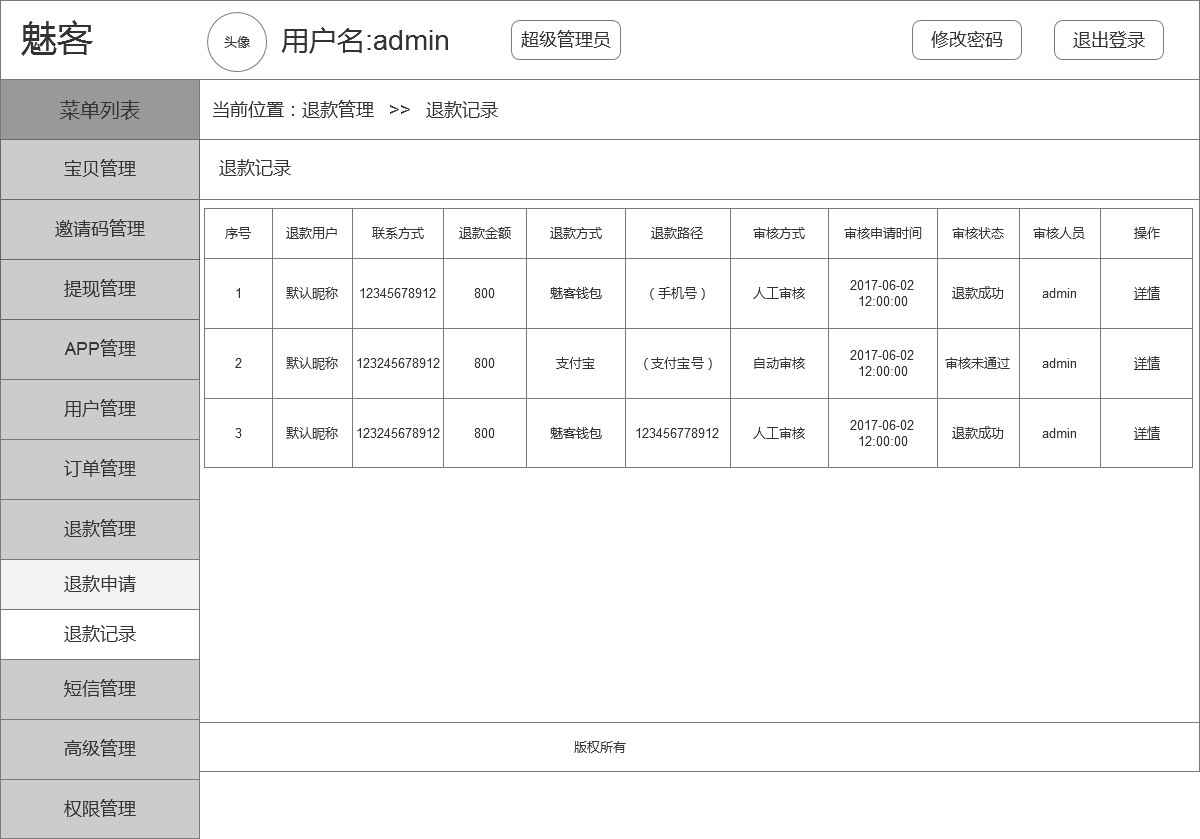 魅客
头像
用户名:admin
超级管理员
修改密码
退出登录
菜单列表
当前位置：退款管理 >> 退款记录
宝贝管理
邀请码管理
提现管理
APP管理
用户管理
订单管理
退款管理
退款申请
退款记录
短信管理
高级管理
权限管理
退款记录
序号 退款用户 联系方式 退款金额 退款方式 退款路径 审核方式 审核申请时间 审核状态 审核人员 操作
1 默认昵称 12345678912 800 魅客钱包 （手机号） 人工审核 2017-06-02 12:00:00 退款成功 admin 详情
2 默认昵称 123245678912 800 支付宝 （支付宝号） 自动审核 2017-06-02 12:00:00 审核未通过 admin 详情
3 默认昵称 123245678912 800 魅客钱包 123456778912 人工审核 2017-06-02 12:00:00 退款成功 admin 详情
版权所有